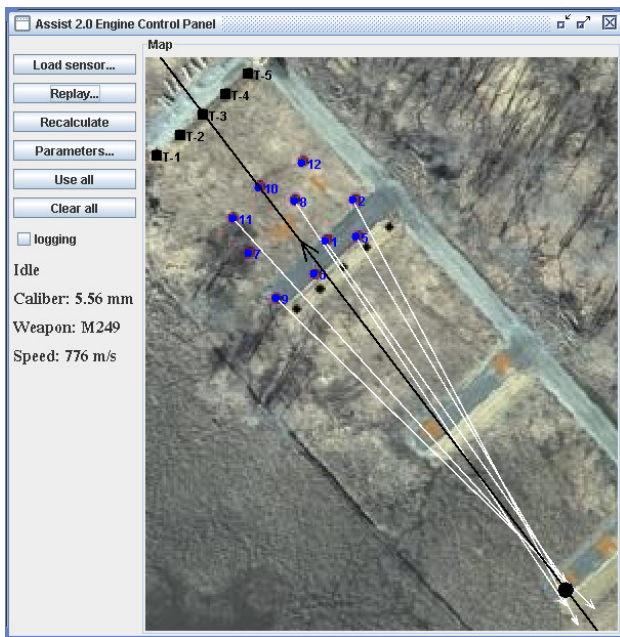 Assist 2.0 Engine Control Panel
Map
Load sensor...
Replay...
Recalculate
Parameters...
Use all
Clear all
logging
Idle
Caliber: 5.56 mm
Weapon: M249
Speed: 776 m/s
T-5
T-4
T-3
T-2
T-1
12
10
8
2
11
1
5
7
9